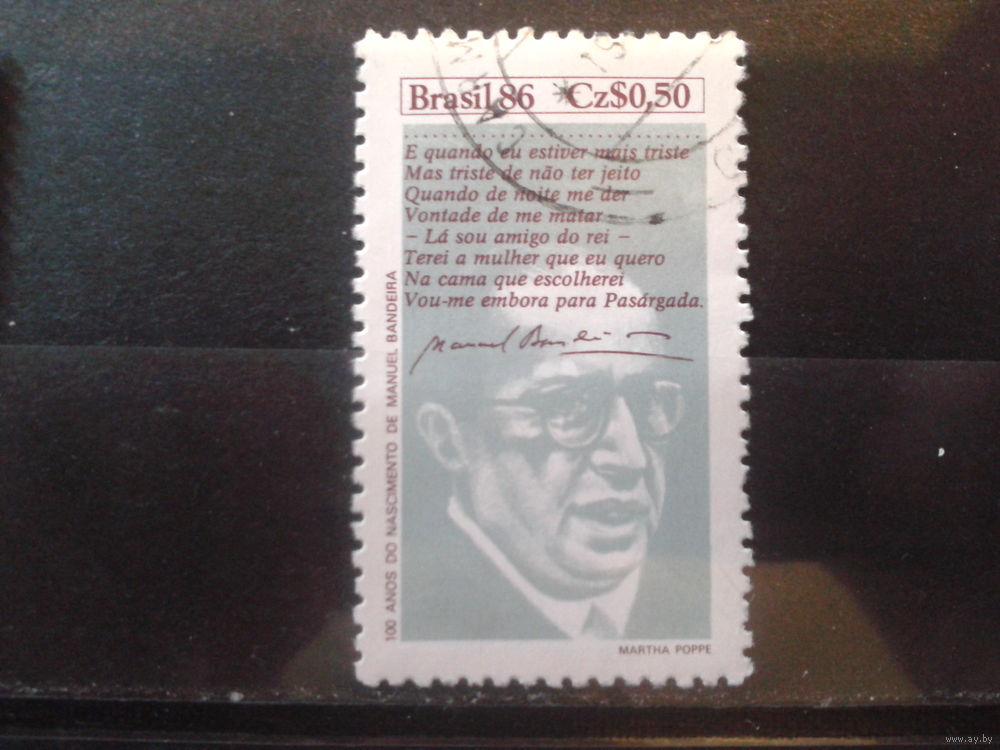 Brasil 86 Cz$0,50
E quando eu estiver mais triste
Mas triste de não ter jeito
Quando de noite me der
Vontade de me matar
– Lá sou amigo do rei –
Terei a mulher que eu quero
Na cama que escolherei
Vou-me embora para Pasárgada.
Manuel Bandeira
100 ANOS DO NASCIMENTO DE MANUEL BANDEIRA
MARTHA POPPE
www.ay.by